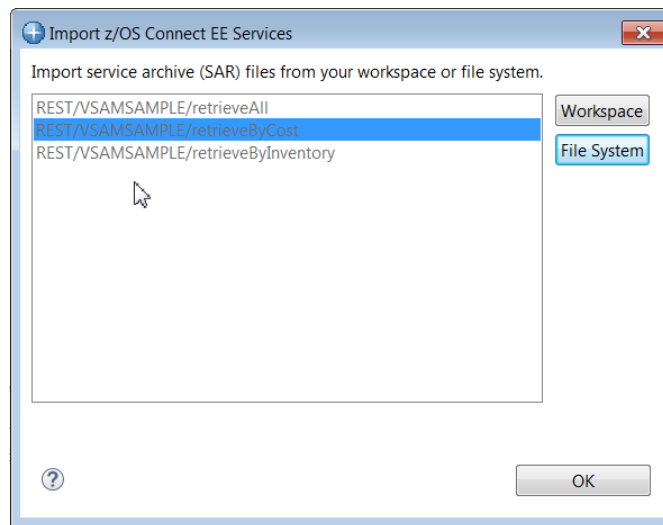 Import z/OS Connect EE Services
Import service archive (SAR) files from your workspace or file system.
REST/VSAMSAMPLE/retrieveAll
REST/VSAMSAMPLE/retrieveByCost
REST/VSAMSAMPLE/retrieveByInventory
Workspace
File System
?
OK